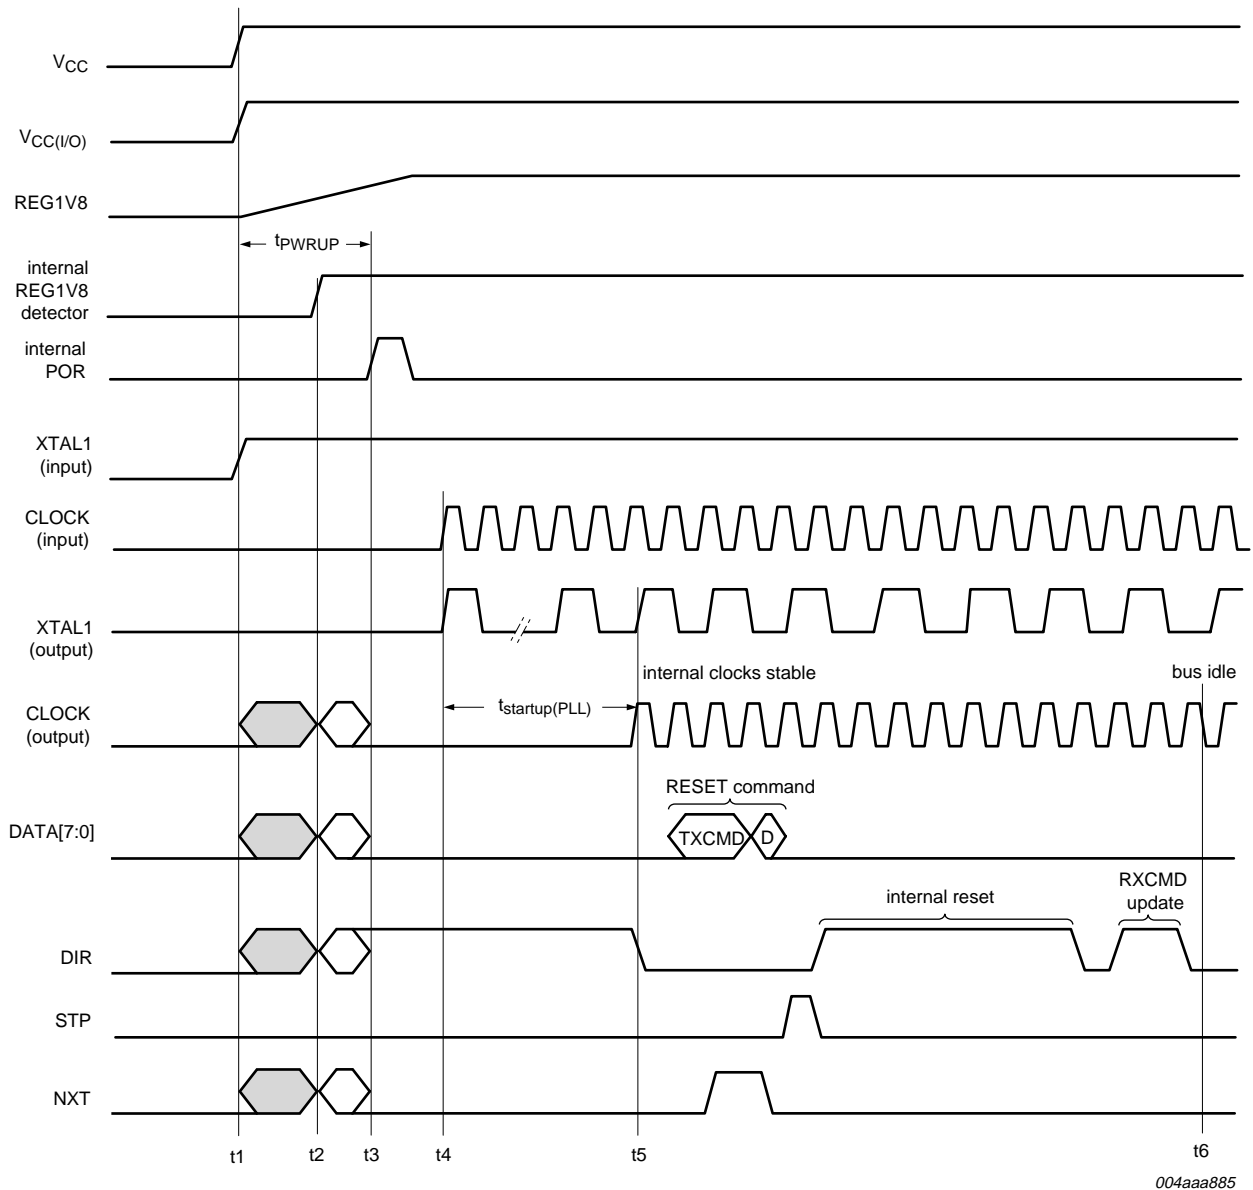 VCC
VCC(I/O)
REG1V8
tPWRUP
internal
REG1V8
detector
internal
POR
XTAL1
(input)
CLOCK
(input)
XTAL1
(output)
internal clocks stable
bus idle
CLOCK
(output)
tstartup(PLL)
RESET command
DATA[7:0]
TXCMD
D
RXCMD
update
internal reset
DIR
STP
NXT
t1
t2
t3
t4
t5
t6
004aaa885